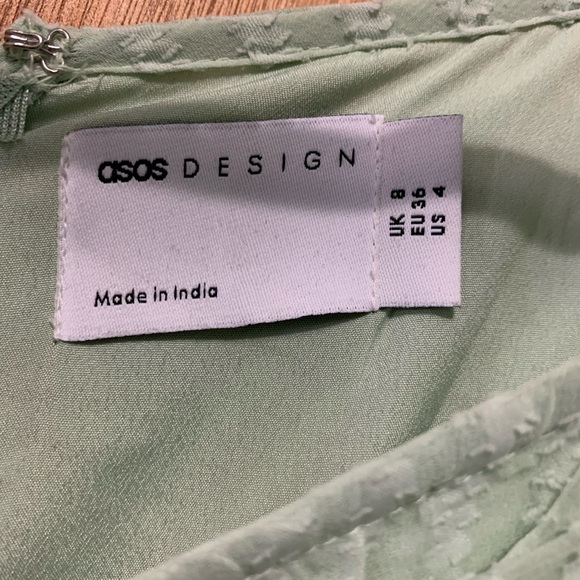 asos DESIGN
Made in India
UK 8
EU 36
US 4